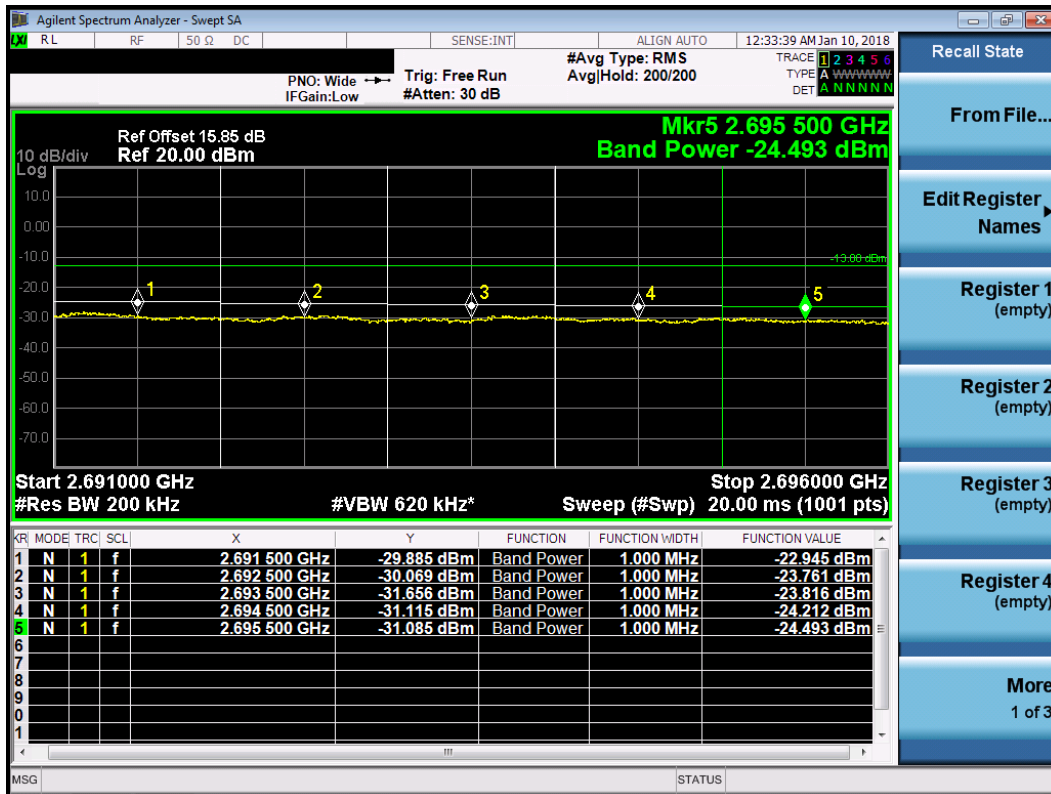 Agilent Spectrum Analyzer - Swept SA
LXI RL RF 50 Ω DC SENSE:INT ALIGN AUTO 12:33:39 AM Jan 10, 2018
PNO: Wide Trig: Free Run #Avg Type: RMS TRACE 1 2 3 4 5 6
IFGain:Low #Atten: 30 dB Avg|Hold: 200/200 TYPE A WWWWW
DET A N N N N N
Ref Offset 15.85 dB Mkr5 2.695 500 GHz
10 dB/div Ref 20.00 dBm Band Power -24.493 dBm
Log
10.0
0.00
-10.0
-13.00 dBm
-20.0
1 2 3 4 5
-30.0
-40.0
-50.0
-60.0
-70.0
Start 2.691000 GHz Stop 2.696000 GHz
#Res BW 200 kHz #VBW 620 kHz* Sweep (#Swp) 20.00 ms (1001 pts)
KR MODE TRC SCL X Y FUNCTION FUNCTION WIDTH FUNCTION VALUE
1 N 1 f 2.691 500 GHz -29.885 dBm Band Power 1.000 MHz -22.945 dBm
2 N 1 f 2.692 500 GHz -30.069 dBm Band Power 1.000 MHz -23.761 dBm
3 N 1 f 2.693 500 GHz -31.656 dBm Band Power 1.000 MHz -23.816 dBm
4 N 1 f 2.694 500 GHz -31.115 dBm Band Power 1.000 MHz -24.212 dBm
5 N 1 f 2.695 500 GHz -31.085 dBm Band Power 1.000 MHz -24.493 dBm
6
7
8
9
0
1
MSG STATUS
Recall State
From File...
Edit Register
Names
Register 1
(empty)
Register 2
(empty)
Register 3
(empty)
Register 4
(empty)
More
1 of 3